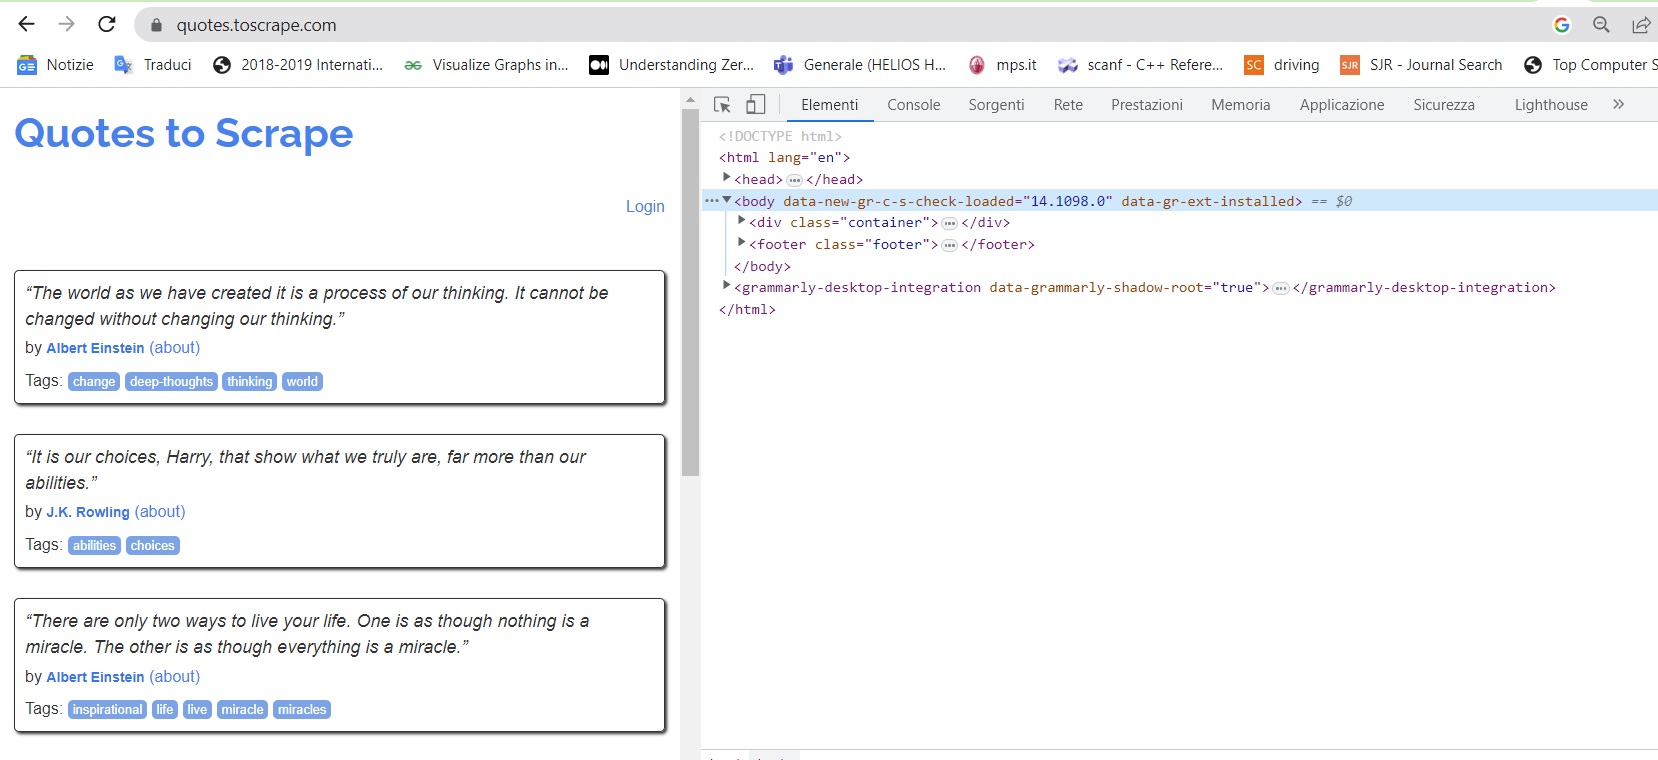 quotes.toscrape.com
Notizie Traduci 2018-2019 Internati... Visualize Graphs in... Understanding Zer... Generale (HELIOS H... mps.it scanf - C++ Refere... SC driving SJR SJR - Journal Search Top Computer S
Quotes to Scrape
Login
“The world as we have created it is a process of our thinking. It cannot be
changed without changing our thinking.”
by Albert Einstein (about)
Tags: change deep-thoughts thinking world
“It is our choices, Harry, that show what we truly are, far more than our
abilities.”
by J.K. Rowling (about)
Tags: abilities choices
“There are only two ways to live your life. One is as though nothing is a
miracle. The other is as though everything is a miracle.”
by Albert Einstein (about)
Tags: inspirational life live miracle miracles
Elementi Console Sorgenti Rete Prestazioni Memoria Applicazione Sicurezza Lighthouse »
<!DOCTYPE html>
<html lang="en">
<head> ... </head>
<body data-new-gr-c-s-check-loaded="14.1098.0" data-gr-ext-installed> == $0
<div class="container"> ... </div>
<footer class="footer"> ... </footer>
</body>
<grammarly-desktop-integration data-grammarly-shadow-root="true"> ... </grammarly-desktop-integration>
</html>